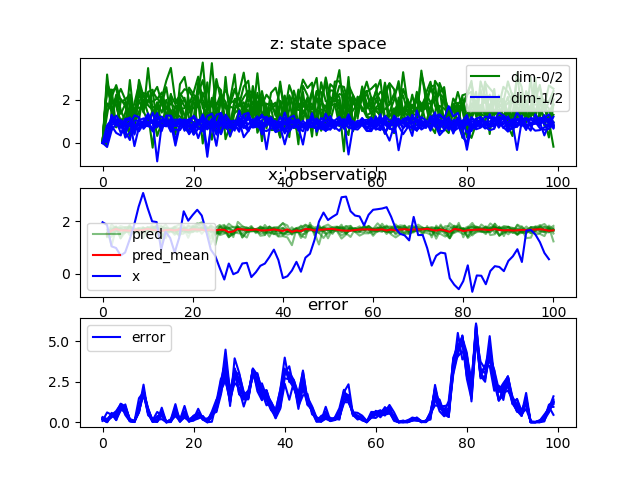 z: state space
dim-0/2
dim-1/2
2
0
0 20 40 60 80 100
x: observation
pred
pred_mean
x
2
0
0 20 40 60 80 100
error
error
5.0
2.5
0.0
0 20 40 60 80 100